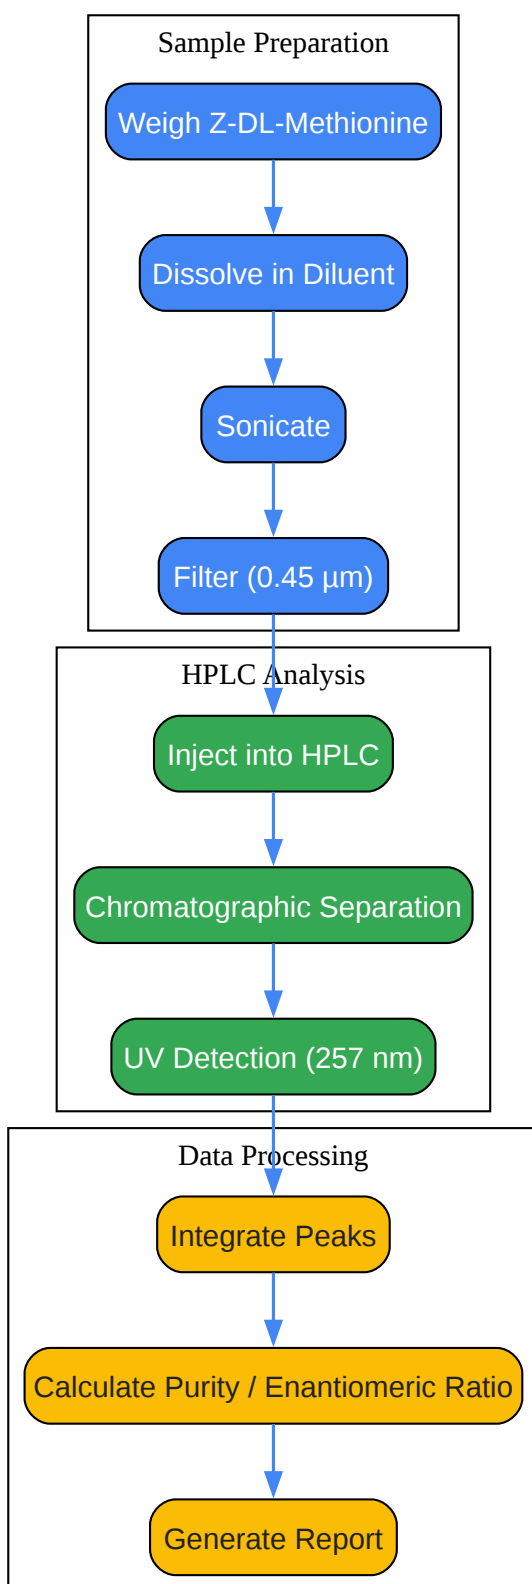 Sample Preparation
Weigh Z-DL-Methionine
Dissolve in Diluent
Sonicate
Filter (0.45 µm)
HPLC Analysis
Inject into HPLC
Chromatographic Separation
UV Detection (257 nm)
Data Processing
Integrate Peaks
Calculate Purity / Enantiomeric Ratio
Generate Report